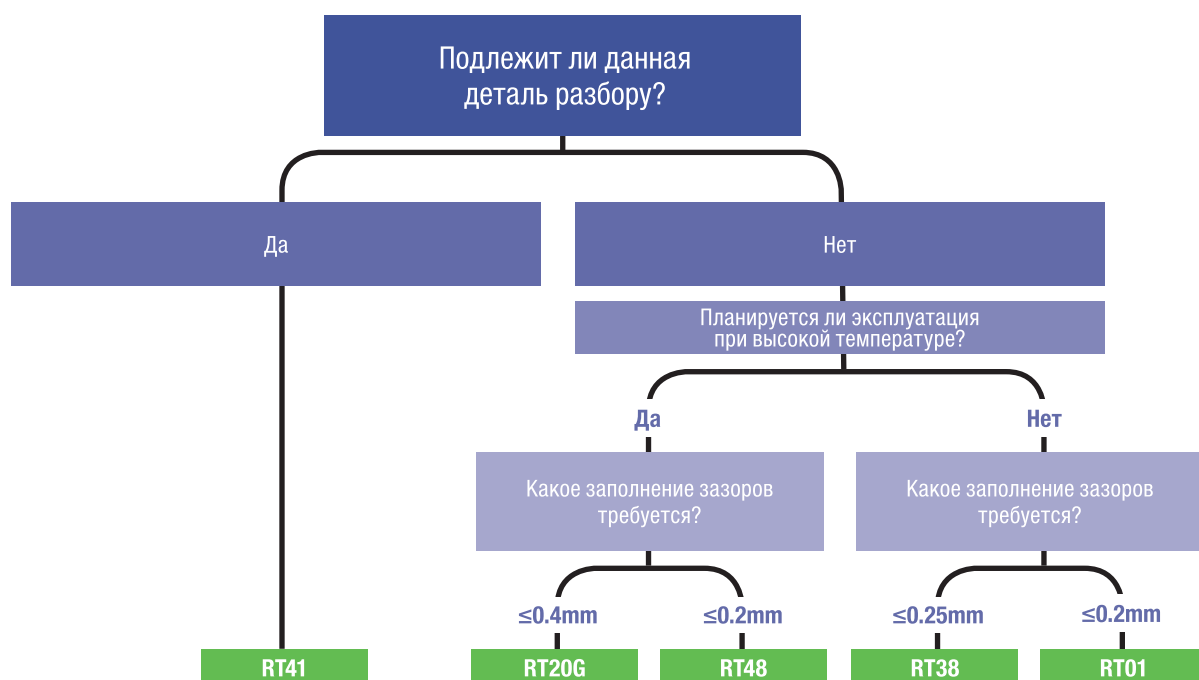 Подлежит ли данная
деталь разбору?
Да
Нет
Планируется ли эксплуатация
при высокой температуре?
Да
Нет
Какое заполнение зазоров
требуется?
Какое заполнение зазоров
требуется?
≤0.4mm
≤0.2mm
≤0.25mm
≤0.2mm
RT41
RT20G
RT48
RT38
RT01